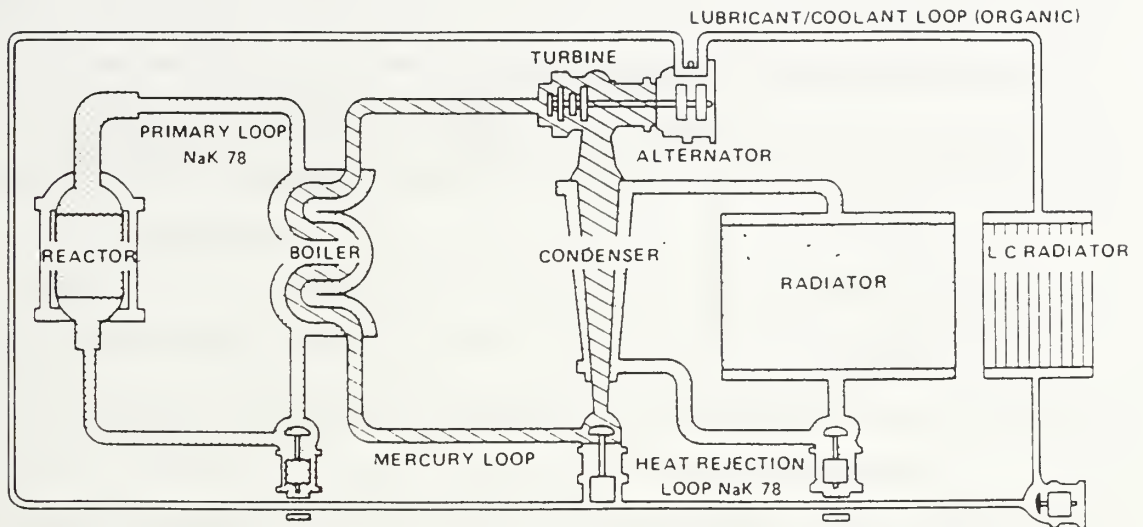 LUBRICANT/COOLANT LOOP (ORGANIC)
TURBINE
PRIMARY LOOP
NaK 78
ALTERNATOR
REACTOR
BOILER
CONDENSER
RADIATOR
L C RADIATOR
MERCURY LOOP
HEAT REJECTION
LOOP NaK 78